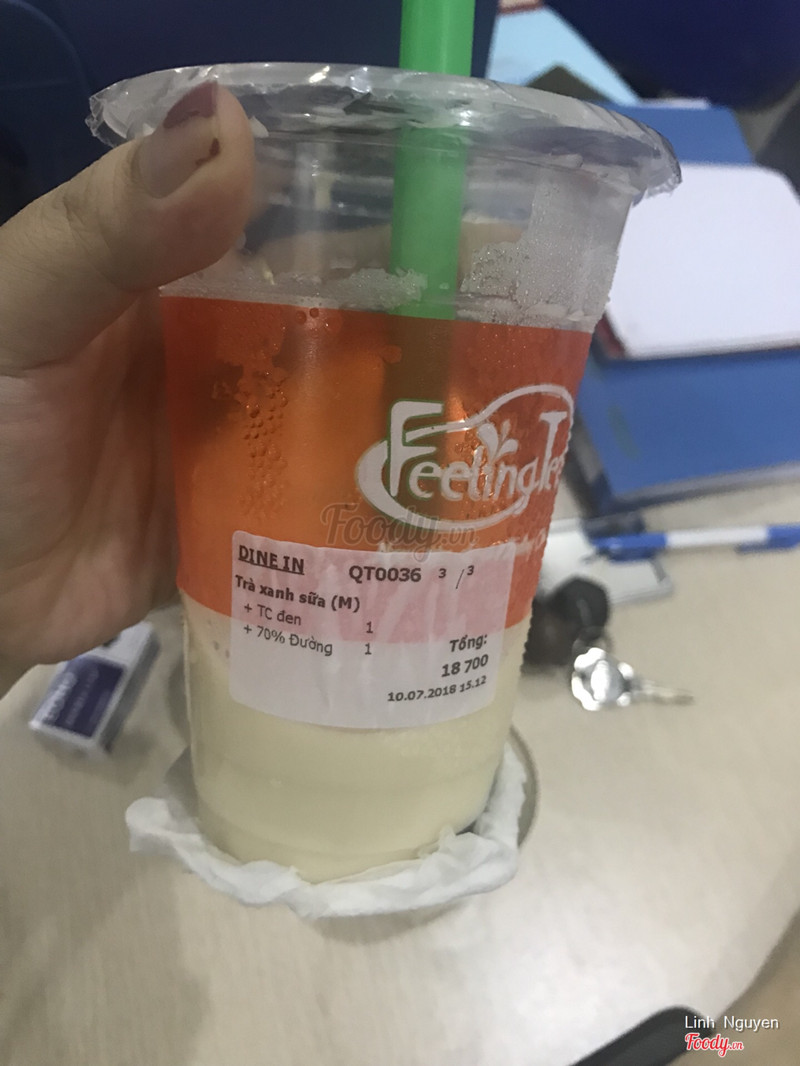 FeelingTea
Foody.vn
DINE IN QT0036 3/3
Trà xanh sữa (M)
+ TC đen 1
+ 70% Đường 1
Tổng:
18 700
10.07.2018 15.12
Linh Nguyen
Foody.vn